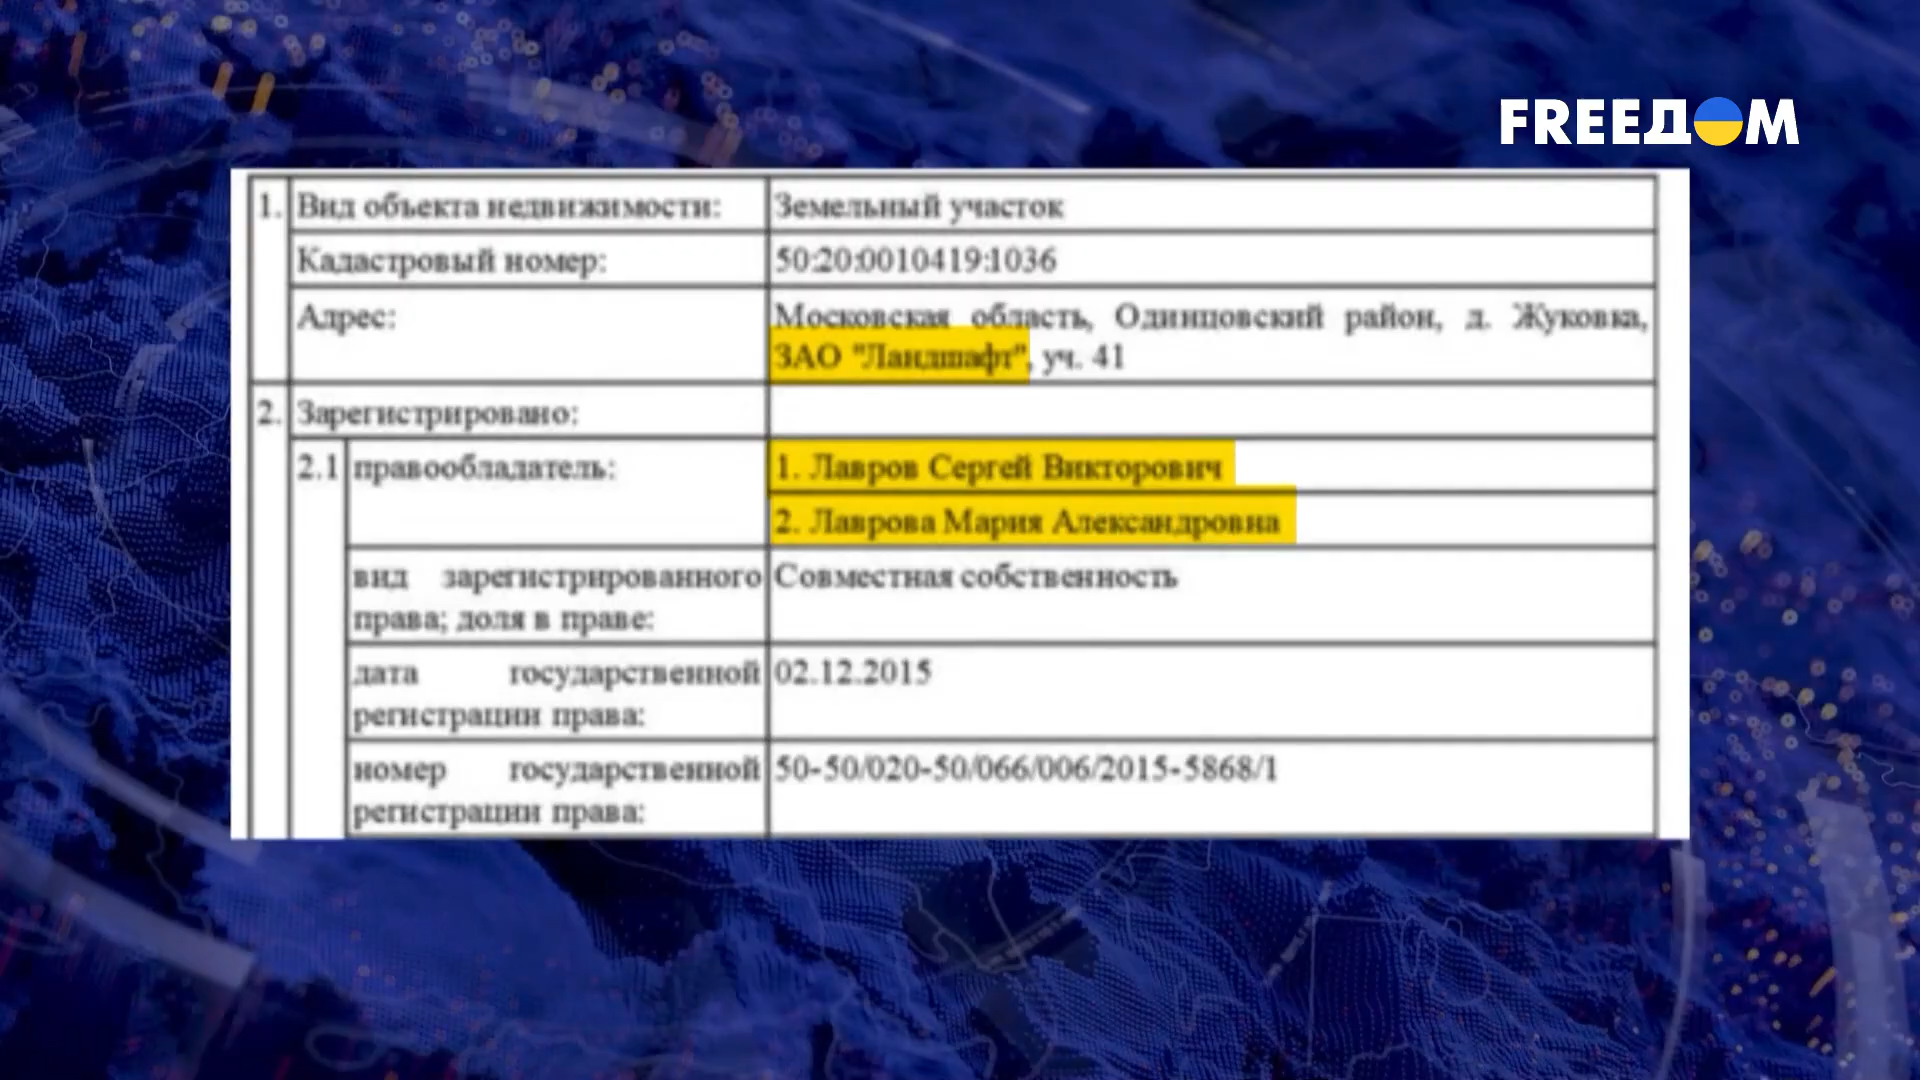 FREEДОМ
1. Вид объекта недвижимости: Земельный участок
Кадастровый номер: 50:20:0010419:1036
Адрес: Московская область, Одинцовский район, д. Жуковка,
ЗАО "Ландшафт", уч. 41
2. Зарегистрировано:
2.1 правообладатель: 1. Лавров Сергей Викторович
2. Лаврова Мария Александровна
вид зарегистрированного Совместная собственность
права; доля в праве:
дата государственной 02.12.2015
регистрации права:
номер государственной 50-50/020-50/066/006/2015-5868/1
регистрации права: